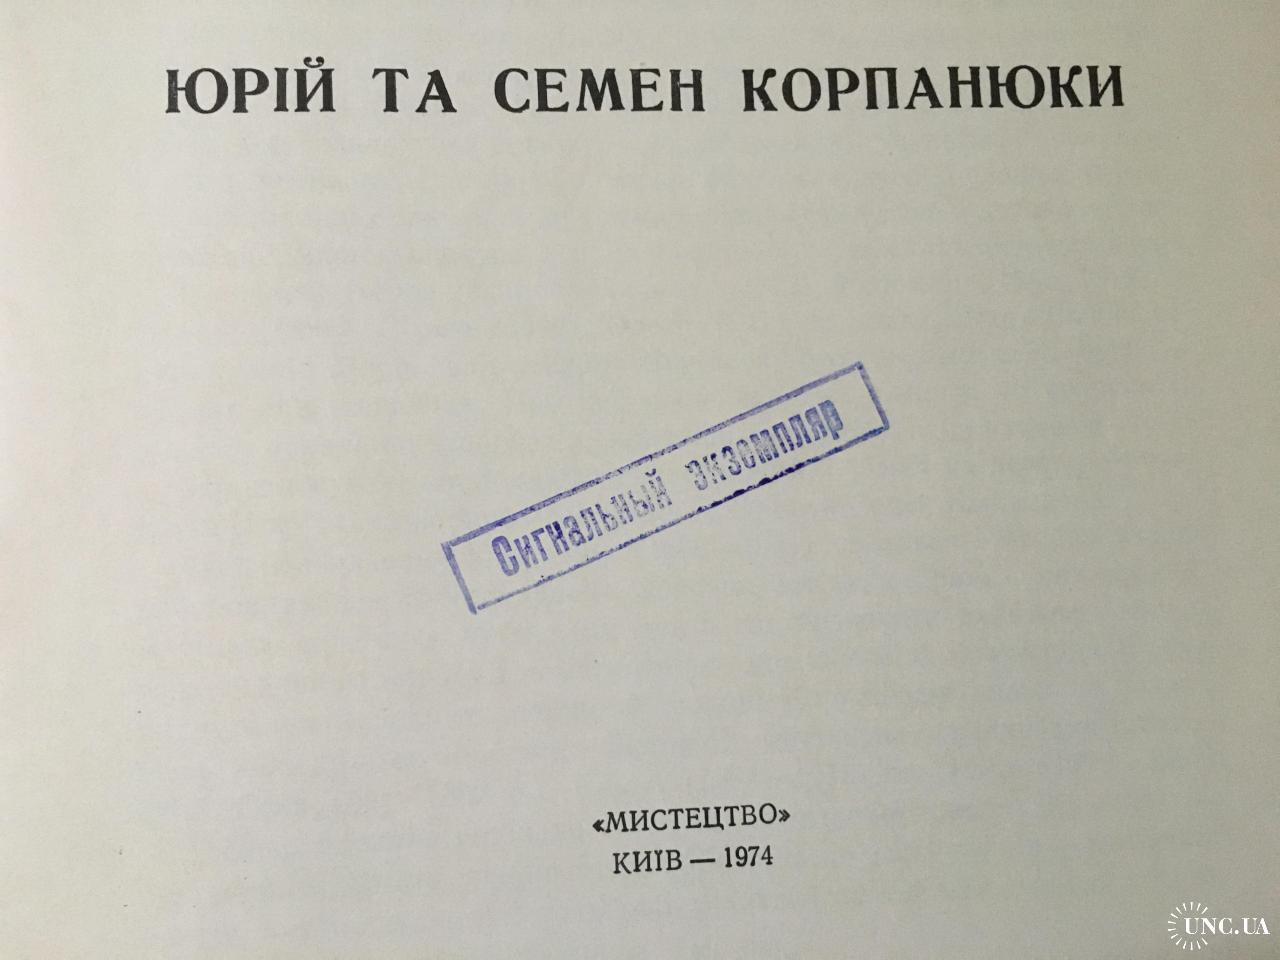 ЮРІЙ ТА СЕМЕН КОРПАНЮКИ
Сигнальный экземпляр
«МИСТЕЦТВО»
КИЇВ — 1974
UNC.UA